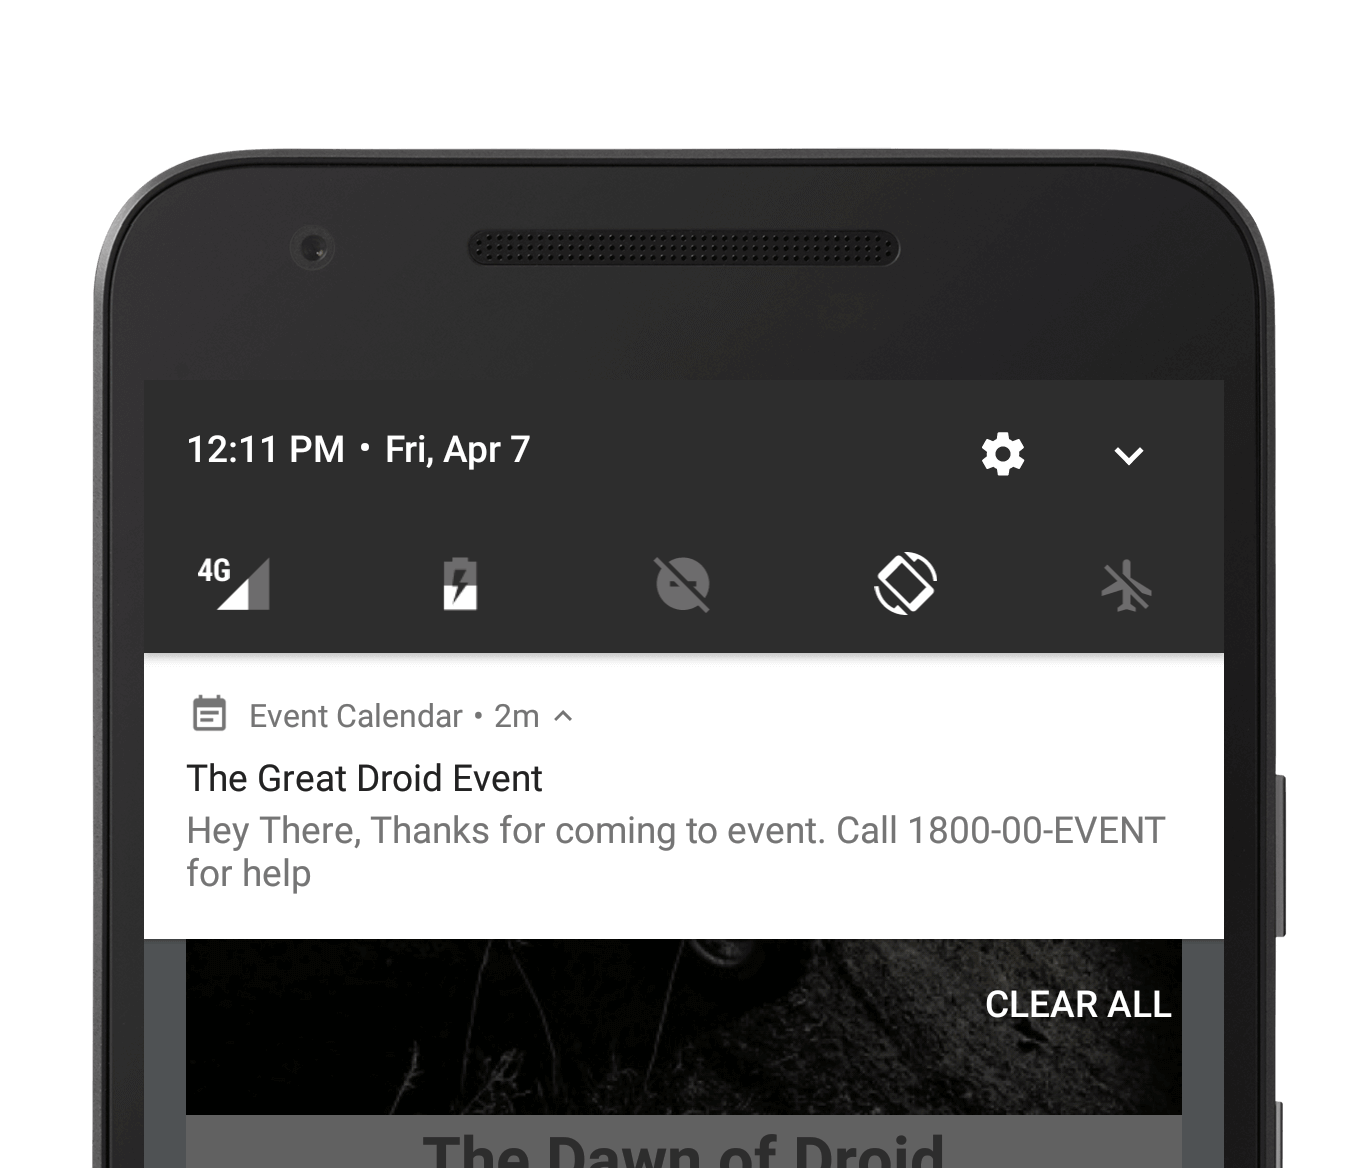 12:11 PM • Fri, Apr 7
4G
Event Calendar • 2m
The Great Droid Event
Hey There, Thanks for coming to event. Call 1800-00-EVENT
for help
CLEAR ALL
The Dawn of Droid